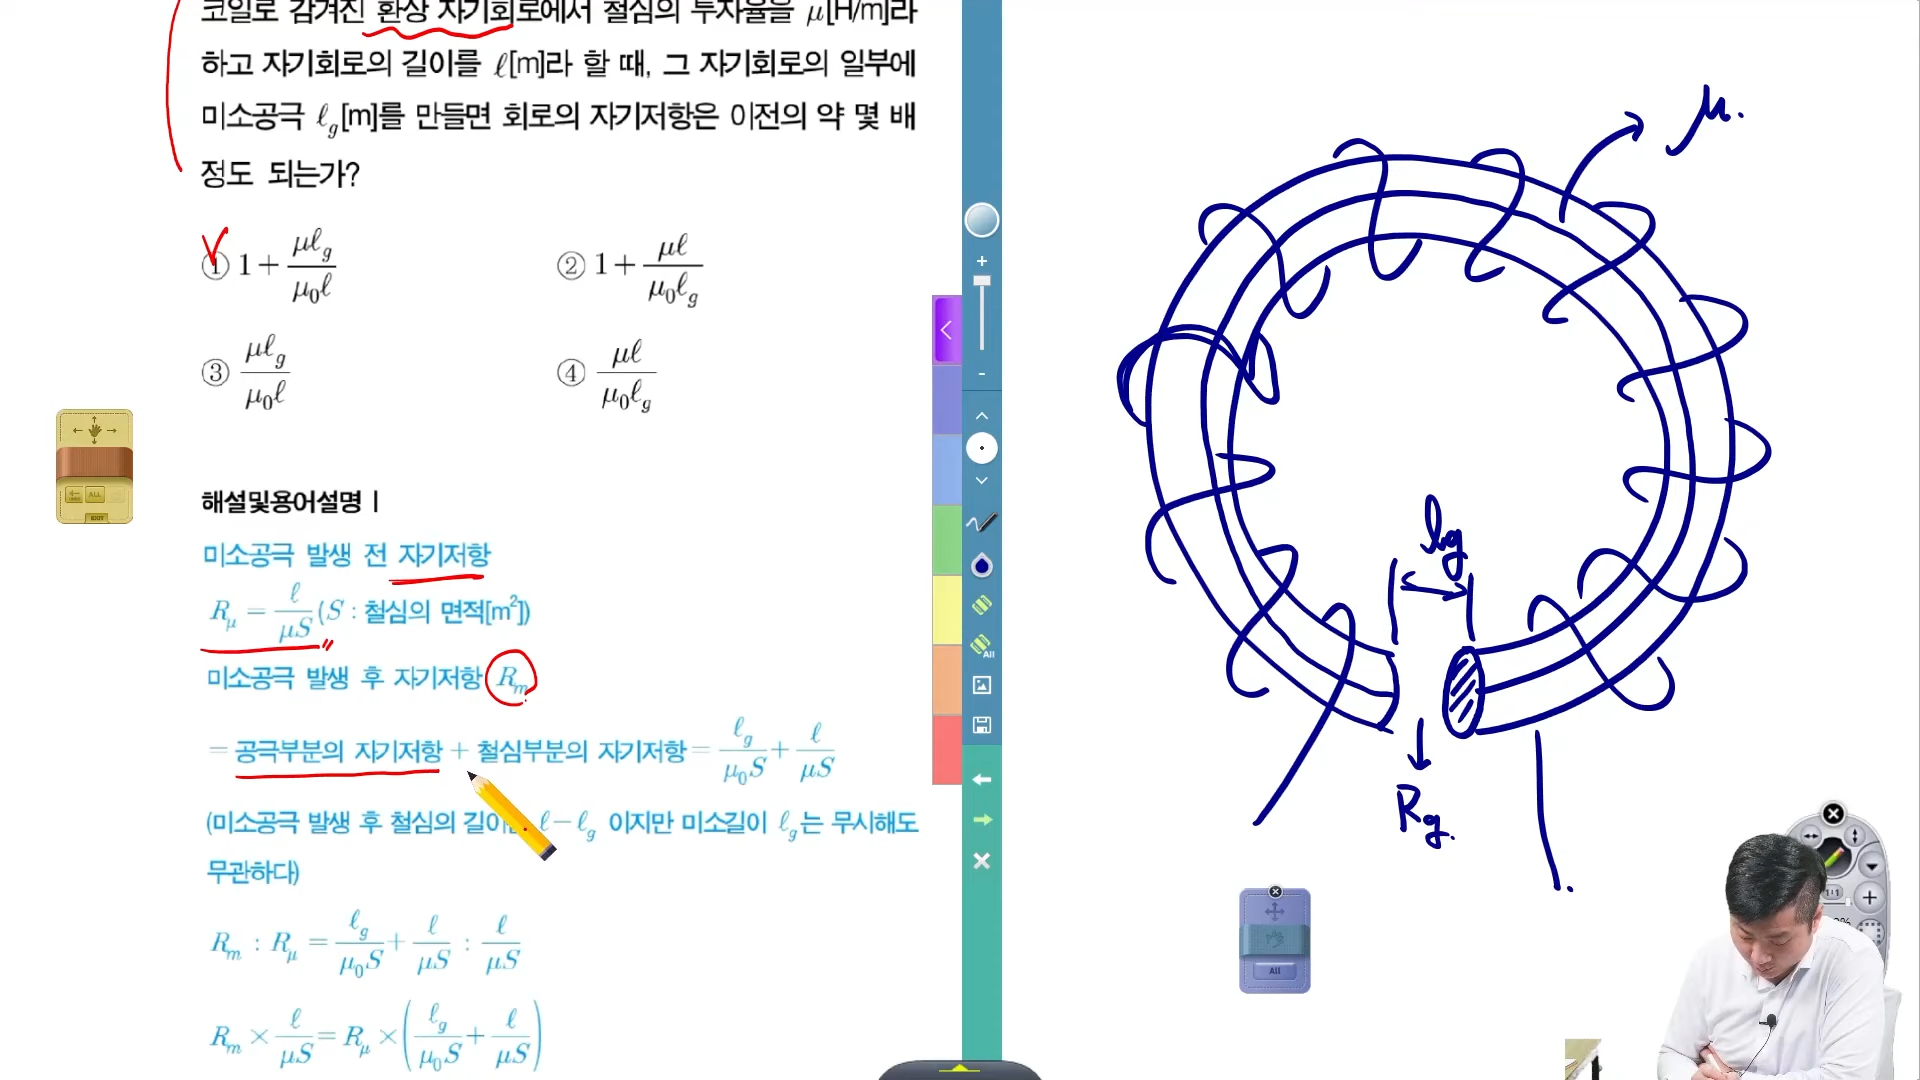 코일로 감겨진 환상 자기회로에서 철심의 투자율을 μ[H/m]라
하고 자기회로의 길이를 ℓ[m]라 할 때, 그 자기회로의 일부에
미소공극 ℓg[m]를 만들면 회로의 자기저항은 이전의 약 몇 배
정도 되는가?
① 1+ μℓg/μ0ℓ ② 1+ μℓ/μ0ℓg
③ μℓg/μ0ℓ ④ μℓ/μ0ℓg
해설및용어설명 |
미소공극 발생 전 자기저항
Rμ = ℓ/μS (S : 철심의 면적[m²])
미소공극 발생 후 자기저항 Rm
= 공극부분의 자기저항 + 철심부분의 자기저항 = ℓg/μ0S + ℓ/μS
(미소공극 발생 후 철심의 길이 ℓ-ℓg 이지만 미소길이 ℓg는 무시해도
무관하다)
Rm : Rμ = ℓg/μ0S + ℓ/μS : ℓ/μS
Rm × ℓ/μS = Rμ × (ℓg/μ0S + ℓ/μS)
μ.
lg
Rg.
+
-
All
ALL
EXIT
All
1:1